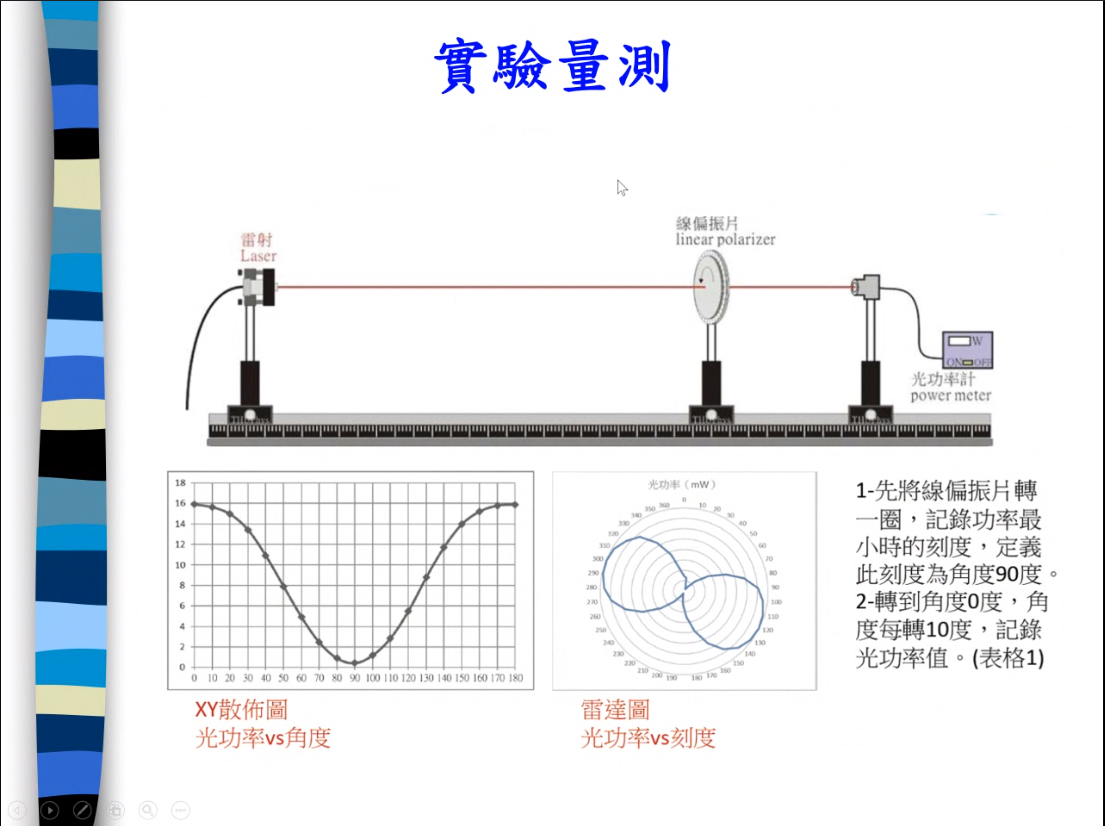 實驗量測
線偏振片
linear polarizer
雷射
Laser
W
ON OFF
光功率計
power meter
18
16
14
12
10
8
6
4
2
0
0 10 20 30 40 50 60 70 80 90 100 110 120 130 140 150 160 170 180
光功率（mW）
0
10
20
30
40
50
60
70
80
90
100
110
120
130
140
150
160
170
180
190
200
210
220
230
240
250
260
270
280
290
300
310
320
330
340
350
360
1-先將線偏振片轉
一圈，記錄功率最
小時的刻度，定義
此刻度為角度90度。
2-轉到角度0度，角
度每轉10度，記錄
光功率值。(表格1)
XY散佈圖
光功率vs角度
雷達圖
光功率vs刻度